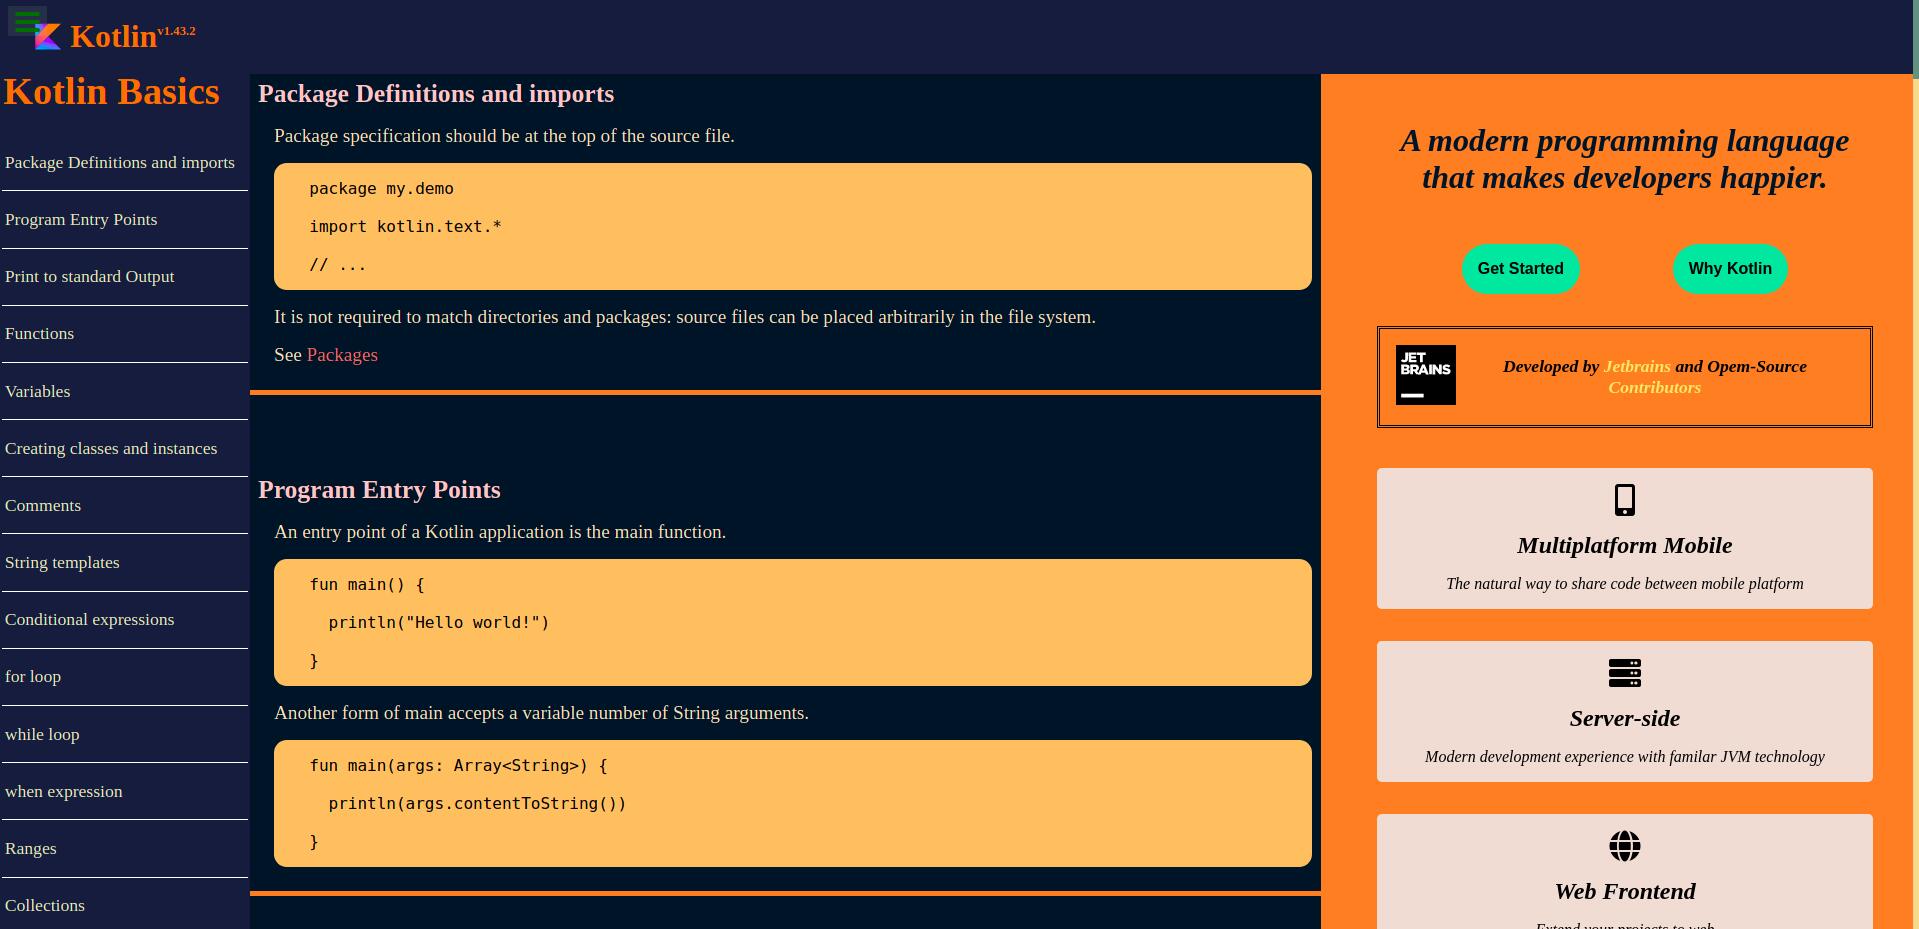 Kotlin v1.43.2
Kotlin Basics
Package Definitions and imports
Program Entry Points
Print to standard Output
Functions
Variables
Creating classes and instances
Comments
String templates
Conditional expressions
for loop
while loop
when expression
Ranges
Collections
Package Definitions and imports
Package specification should be at the top of the source file.
package my.demo
import kotlin.text.*
// ...
It is not required to match directories and packages: source files can be placed arbitrarily in the file system.
See Packages
Program Entry Points
An entry point of a Kotlin application is the main function.
fun main() {
println("Hello world!")
}
Another form of main accepts a variable number of String arguments.
fun main(args: Array<String>) {
println(args.contentToString())
}
A modern programming language
that makes developers happier.
Get Started
Why Kotlin
JET
BRAINS
Developed by Jetbrains and Open-Source
Contributors
Multiplatform Mobile
The natural way to share code between mobile platform
Server-side
Modern development experience with familar JVM technology
Web Frontend
Extend your projects to web